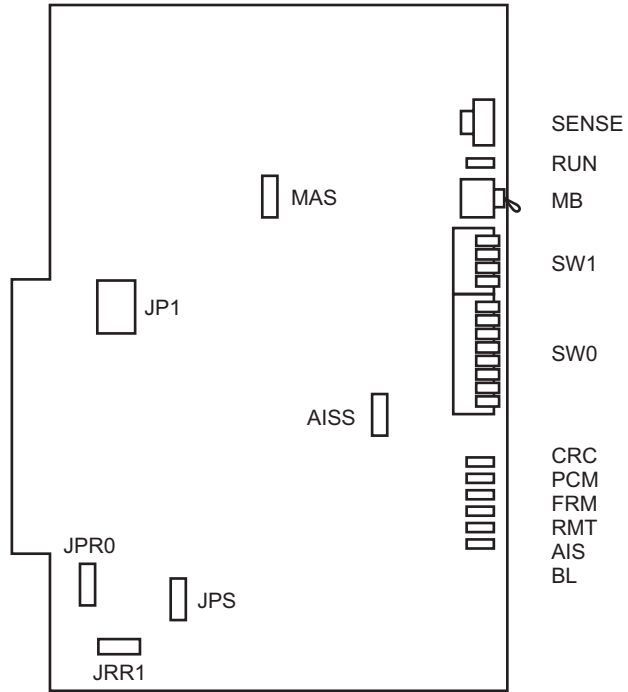 SENSE
RUN
MAS
MB
SW1
JP1
SW0
AISS
CRC
PCM
FRM
RMT
AIS
BL
JPR0
JPS
JRR1